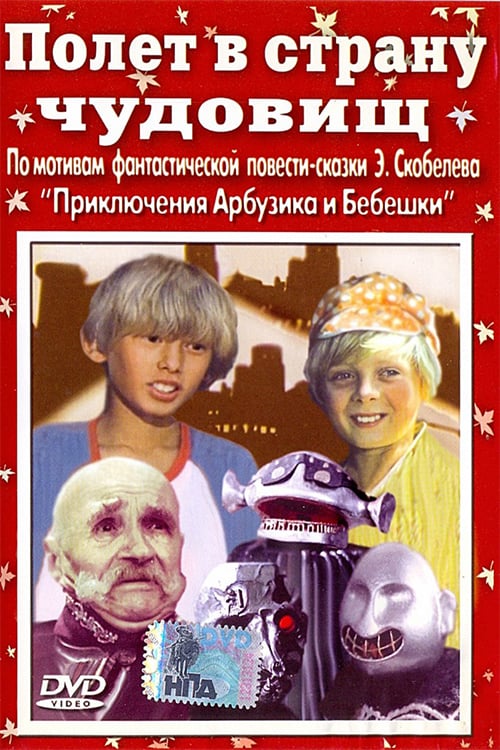 Полет в страну
чудовищ
По мотивам фантастической повести-сказки Э. Скобелева
"Приключения Арбузика и Бебешки"
DVD
НПА
DVD
VIDEO